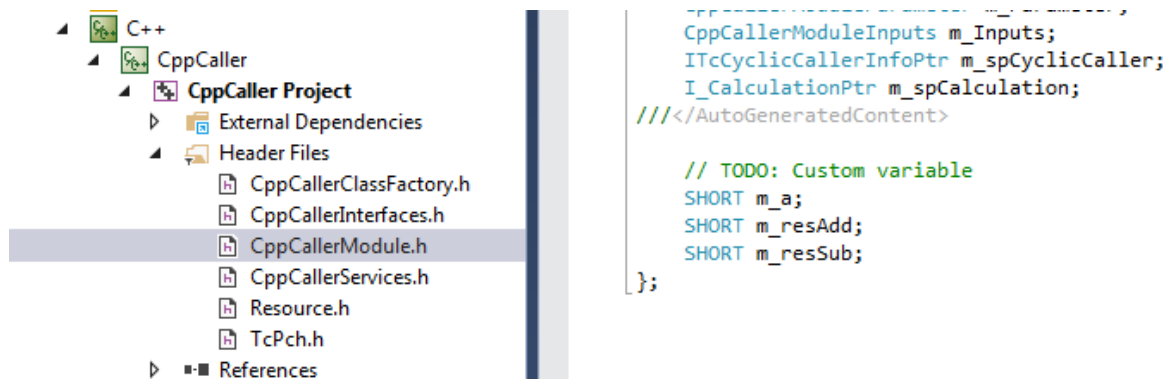 C++
CppCaller
CppCaller Project
External Dependencies
Header Files
CppCallerClassFactory.h
CppCallerInterfaces.h
CppCallerModule.h
CppCallerServices.h
Resource.h
TcPch.h
References
CppCallerModuleInputs m_Inputs;
ITcCyclicCallerInfoPtr m_spCyclicCaller;
I_CalculationPtr m_spCalculation;
///</AutoGeneratedContent>
// TODO: Custom variable
SHORT m_a;
SHORT m_resAdd;
SHORT m_resSub;
};